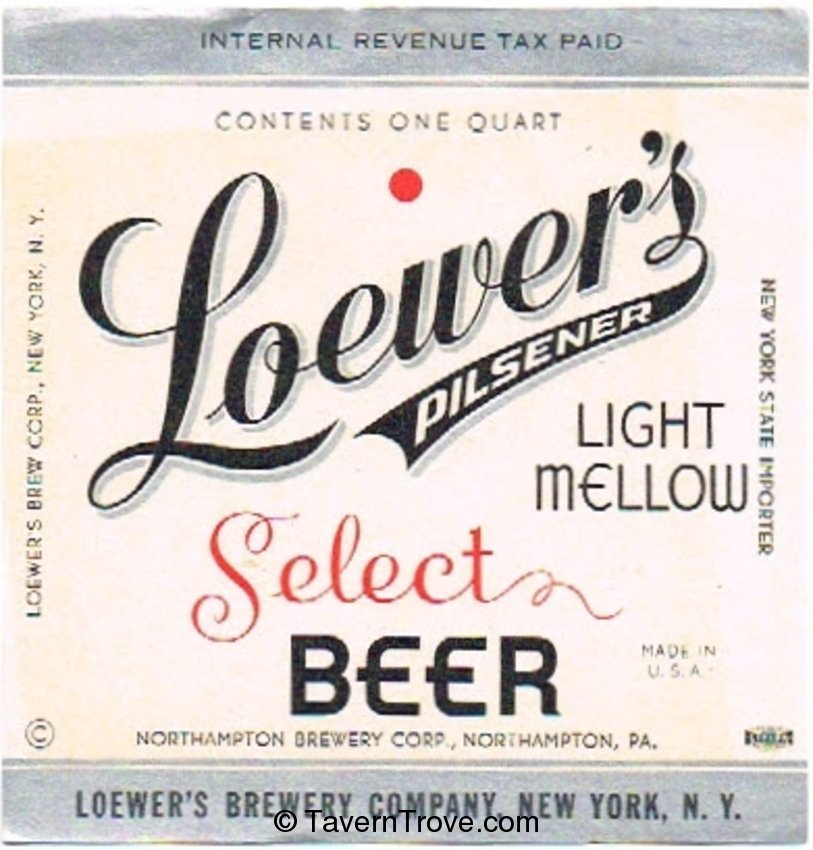 INTERNAL REVENUE TAX PAID
CONTENTS ONE QUART
Loewer's
PILSENER
LIGHT
MELLOW
Select
BEER
MADE IN
U. S. A.
NORTHAMPTON BREWERY CORP., NORTHAMPTON, PA.
LOEWER'S BREWERY COMPANY, NEW YORK, N. Y.
LOEWER'S BREW CORP., NEW YORK, N. Y.
NEW YORK STATE IMPORTER
©
© TavernTrove.com